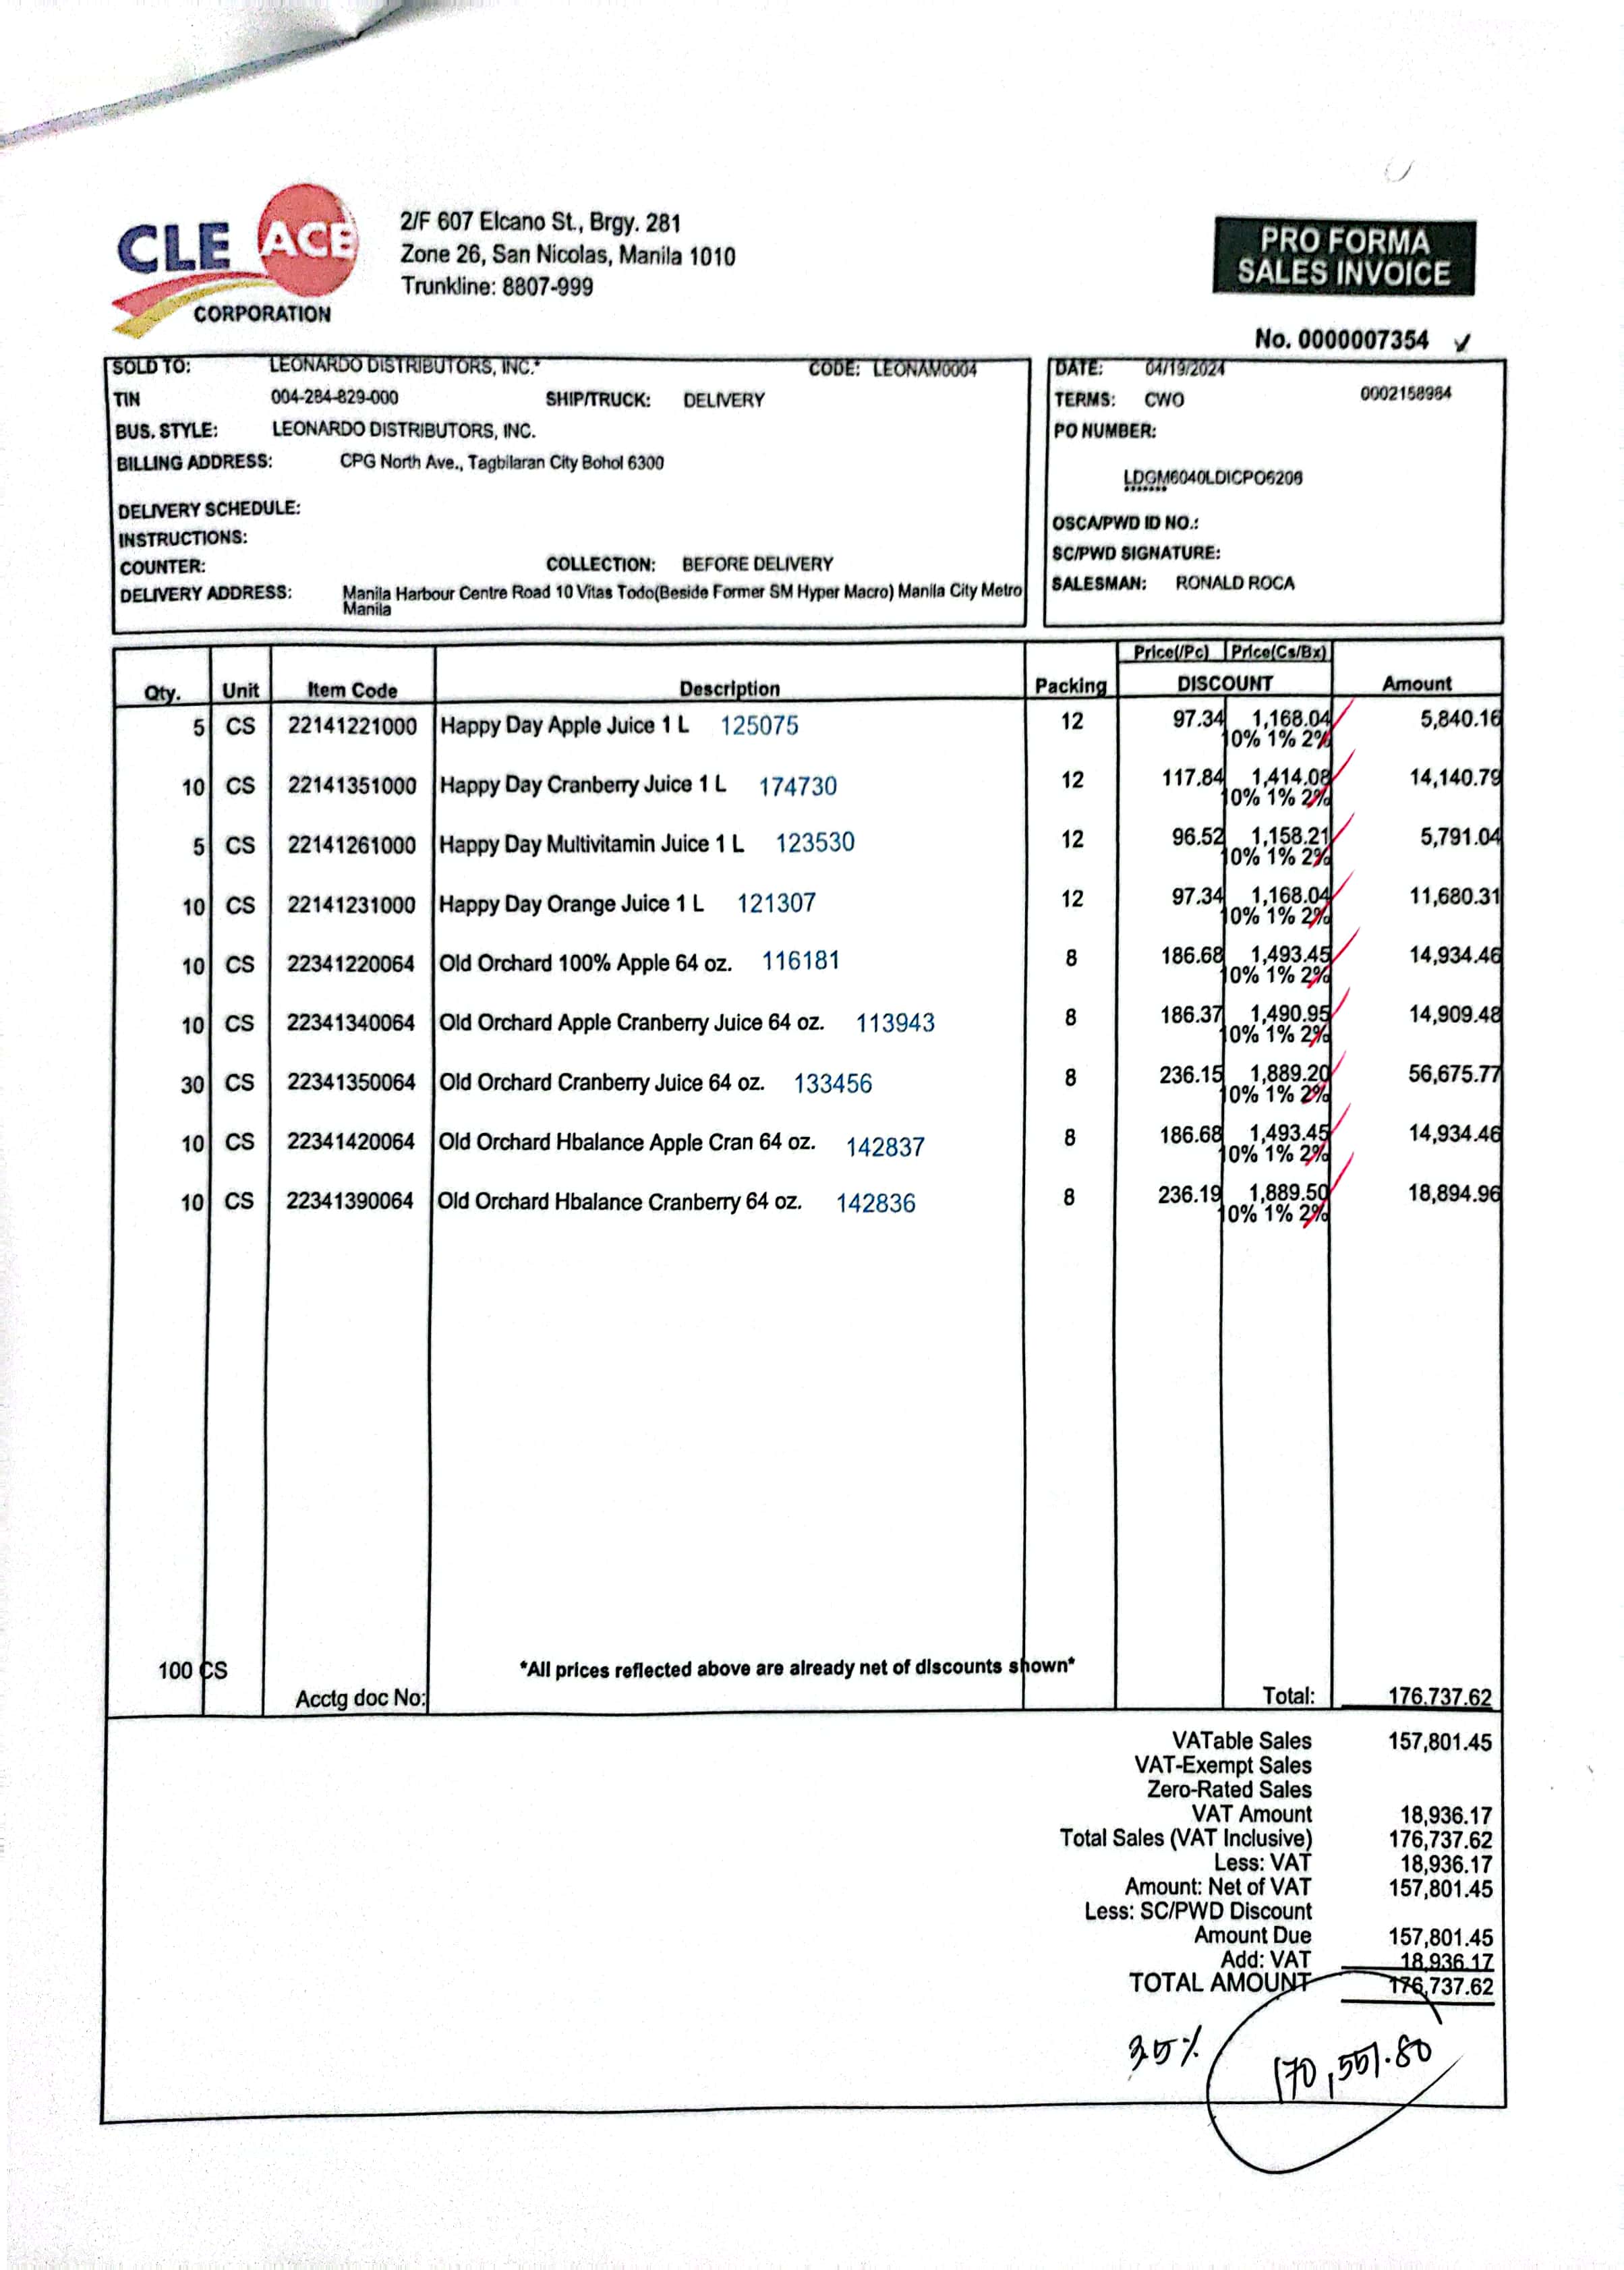 CLE ACE
CORPORATION
2/F 607 Elcano St., Brgy. 281
Zone 26, San Nicolas, Manila 1010
Trunkline: 8807-999
PRO FORMA
SALES INVOICE
No. 0000007354
SOLD TO: LEONARDO DISTRIBUTORS, INC.* CODE: LEONAM0004
TIN 004-284-829-000 SHIP/TRUCK: DELIVERY
BUS. STYLE: LEONARDO DISTRIBUTORS, INC.
BILLING ADDRESS: CPG North Ave., Tagbilaran City Bohol 6300
DELIVERY SCHEDULE:
INSTRUCTIONS:
COUNTER: COLLECTION: BEFORE DELIVERY
DELIVERY ADDRESS: Manila Harbour Centre Road 10 Vitas Todo(Beside Former SM Hyper Macro) Manila City Metro
Manila
DATE: 04/19/2024
TERMS: CWO 0002158984
PO NUMBER:
LDGM6040LDICPO6206
OSCA/PWD ID NO.:
SC/PWD SIGNATURE:
SALESMAN: RONALD ROCA
Price(/Pc) Price(Cs/Bx)
Qty. Unit Item Code Description Packing DISCOUNT Amount
5 CS 22141221000 Happy Day Apple Juice 1 L 125075 12 97.34 1,168.04 5,840.16
10% 1% 2%
10 CS 22141351000 Happy Day Cranberry Juice 1 L 174730 12 117.84 1,414.08 14,140.79
10% 1% 2%
5 CS 22141261000 Happy Day Multivitamin Juice 1 L 123530 12 96.52 1,158.21 5,791.04
10% 1% 2%
10 CS 22141231000 Happy Day Orange Juice 1 L 121307 12 97.34 1,168.04 11,680.31
10% 1% 2%
10 CS 22341220064 Old Orchard 100% Apple 64 oz. 116181 8 186.68 1,493.45 14,934.46
10% 1% 2%
10 CS 22341340064 Old Orchard Apple Cranberry Juice 64 oz. 113943 8 186.37 1,490.95 14,909.48
10% 1% 2%
30 CS 22341350064 Old Orchard Cranberry Juice 64 oz. 133456 8 236.15 1,889.20 56,675.77
10% 1% 2%
10 CS 22341420064 Old Orchard Hbalance Apple Cran 64 oz. 142837 8 186.68 1,493.45 14,934.46
10% 1% 2%
10 CS 22341390064 Old Orchard Hbalance Cranberry 64 oz. 142836 8 236.19 1,889.50 18,894.96
10% 1% 2%
100 CS *All prices reflected above are already net of discounts shown*
Acctg doc No: Total: 176.737.62
VATable Sales 157,801.45
VAT-Exempt Sales
Zero-Rated Sales
VAT Amount 18,936.17
Total Sales (VAT Inclusive) 176,737.62
Less: VAT 18,936.17
Amount: Net of VAT 157,801.45
Less: SC/PWD Discount
Amount Due 157,801.45
Add: VAT 18,936.17
TOTAL AMOUNT 176,737.62
3.5% 170,551.80